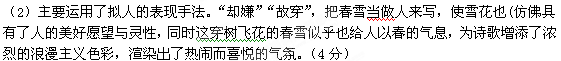 （2）主要运用了拟人的表现手法。“却嫌”“故穿”，把春雪当做人来写，使雪花也(仿佛具
有了人的美好愿望与灵性，同时这穿树飞花的春雪似乎也给人以春的气息，为诗歌增添了浓
烈的浪漫主义色彩，渲染出了热闹而喜悦的气氛。（4分）